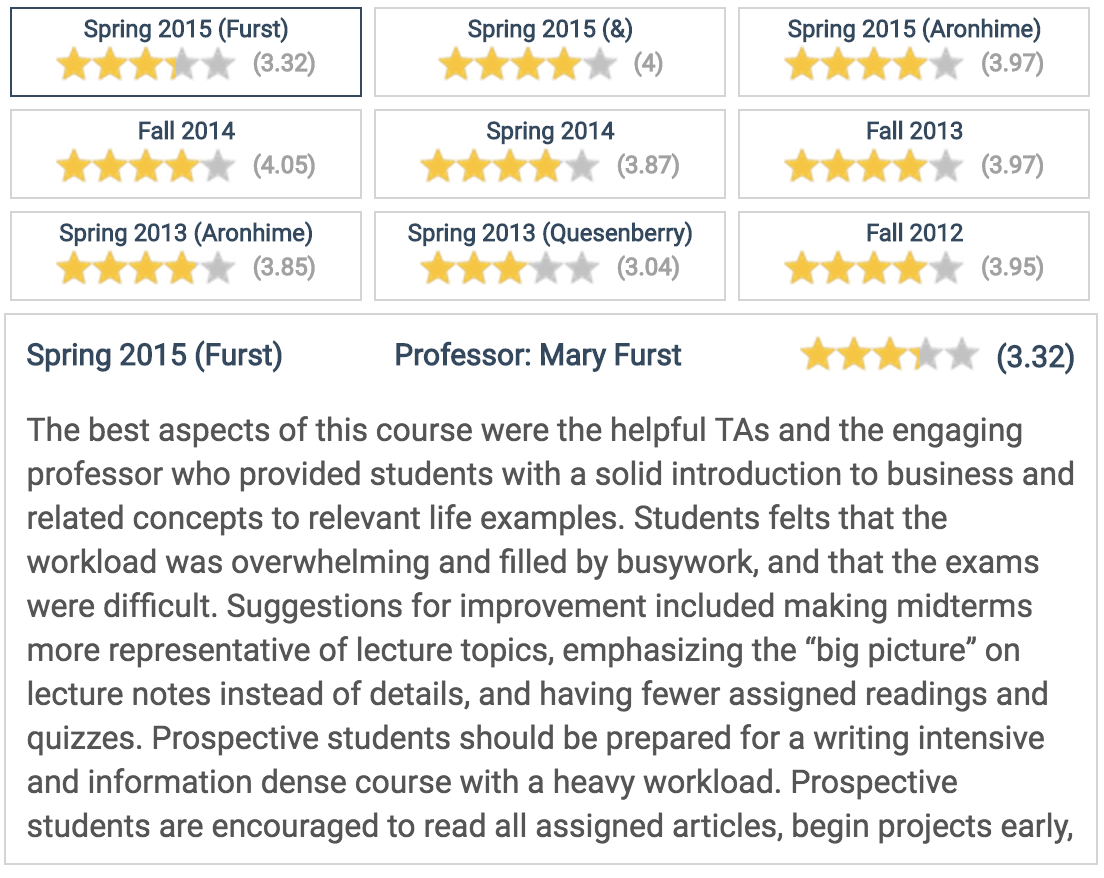 Spring 2015 (Furst)
(3.32)
Spring 2015 (&)
(4)
Spring 2015 (Aronhime)
(3.97)
Fall 2014
(4.05)
Spring 2014
(3.87)
Fall 2013
(3.97)
Spring 2013 (Aronhime)
(3.85)
Spring 2013 (Quesenberry)
(3.04)
Fall 2012
(3.95)
Spring 2015 (Furst) Professor: Mary Furst (3.32)
The best aspects of this course were the helpful TAs and the engaging
professor who provided students with a solid introduction to business and
related concepts to relevant life examples. Students felts that the
workload was overwhelming and filled by busywork, and that the exams
were difficult. Suggestions for improvement included making midterms
more representative of lecture topics, emphasizing the “big picture” on
lecture notes instead of details, and having fewer assigned readings and
quizzes. Prospective students should be prepared for a writing intensive
and information dense course with a heavy workload. Prospective
students are encouraged to read all assigned articles, begin projects early,